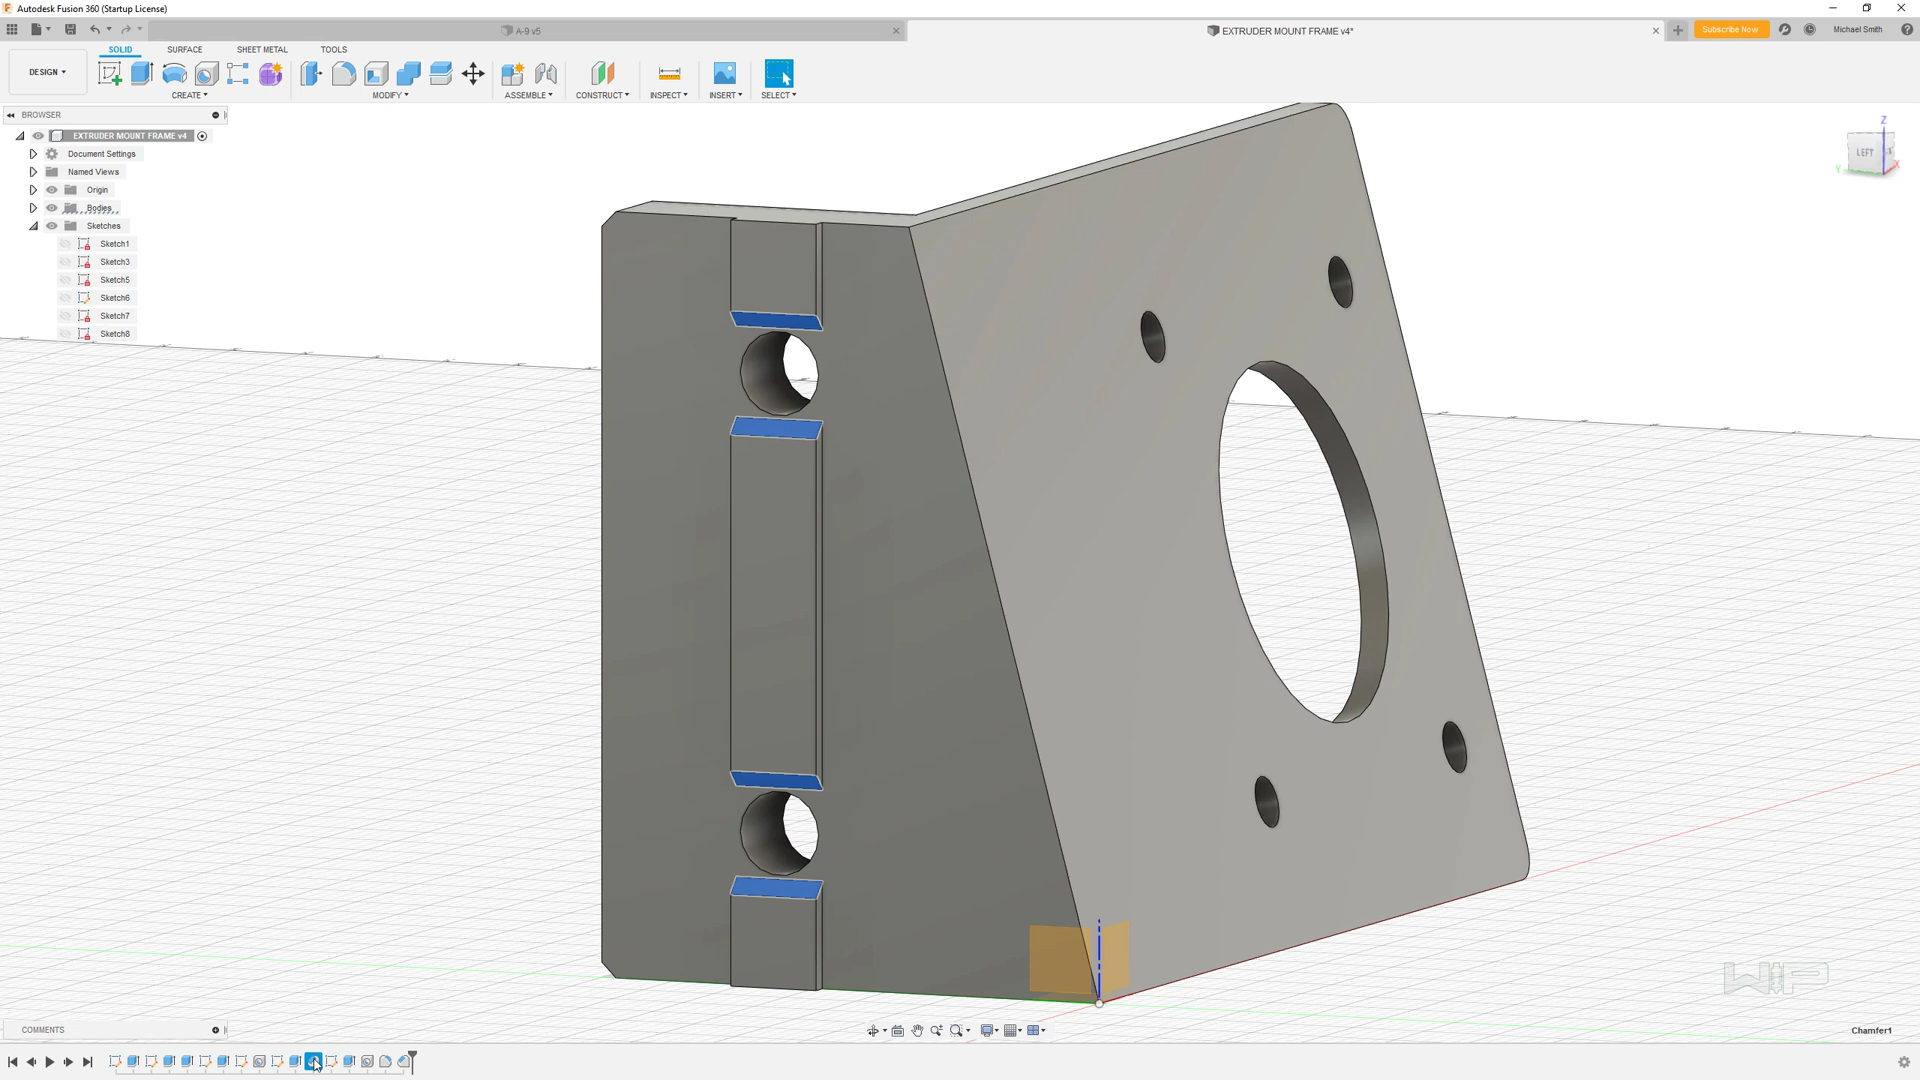 Autodesk Fusion 360 (Startup License)
A-9 v5
EXTRUDER MOUNT FRAME v4*
Subscribe Now
Michael Smith
SOLID
SURFACE
SHEET METAL
TOOLS
DESIGN
CREATE
MODIFY
ASSEMBLE
CONSTRUCT
INSPECT
INSERT
SELECT
BROWSER
EXTRUDER MOUNT FRAME v4
Document Settings
Named Views
Origin
Bodies
Sketches
Sketch1
Sketch3
Sketch5
Sketch6
Sketch7
Sketch8
Z
LEFT
Y
X
WIP
COMMENTS
Chamfer1